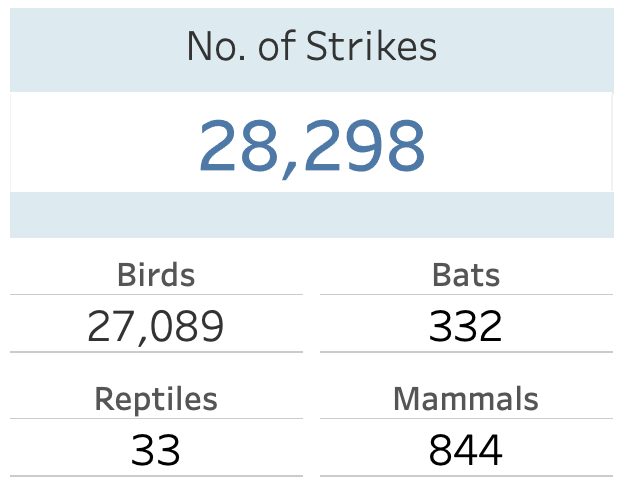 No. of Strikes
28,298
Birds
Bats
27,089
332
Reptiles
Mammals
33
844